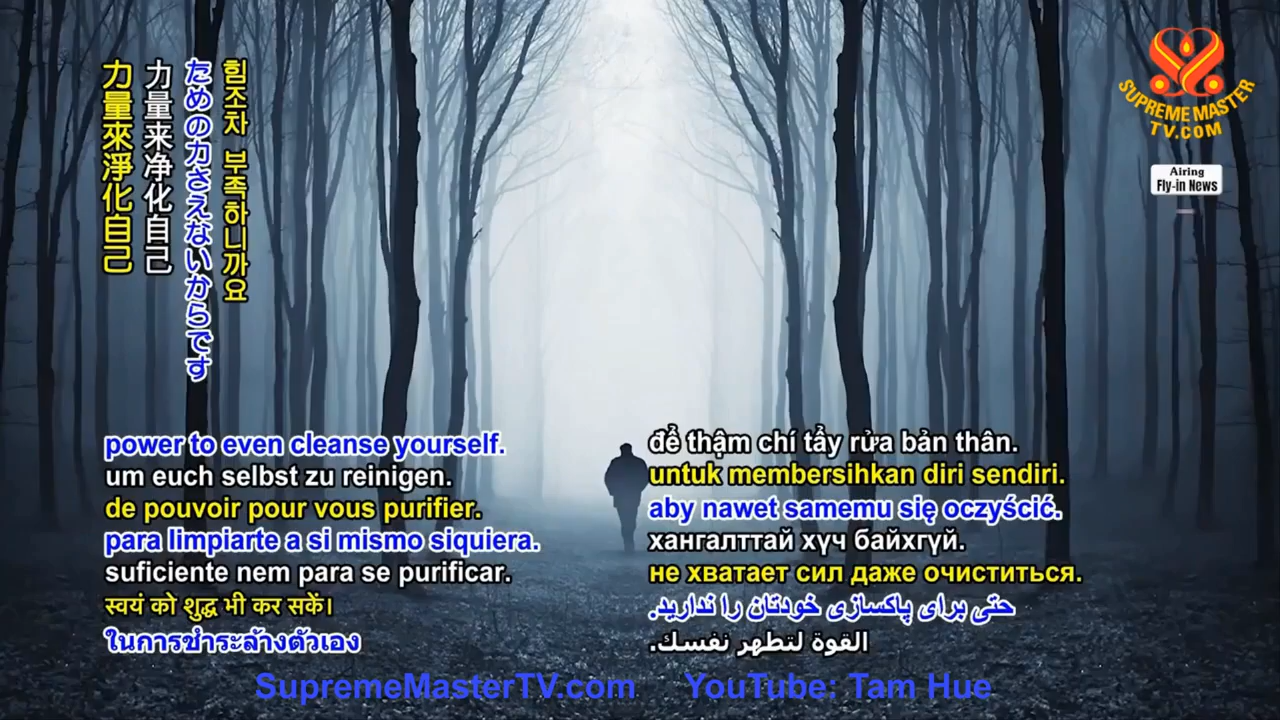 力量來淨化自己
力量来净化自己
ための力さえないからです
힘조차 부족하니까요
SUPREME MASTER
TV.COM
Airing
Fly-in News
power to even cleanse yourself.
um euch selbst zu reinigen.
de pouvoir pour vous purifier.
para limpiarte a si mismo siquiera.
suficiente nem para se purificar.
स्वयं को शुद्ध भी कर सकें।
ในการชำระล้างตัวเอง
để thậm chí tẩy rửa bản thân.
untuk membersihkan diri sendiri.
aby nawet samemu się oczyścić.
хангалттай хүч байхгүй.
не хватает сил даже очиститься.
حتی برای پاکسازی خودتان را ندارید.
القوة لتطهر نفسك.
SupremeMasterTV.com
YouTube: Tam Hue